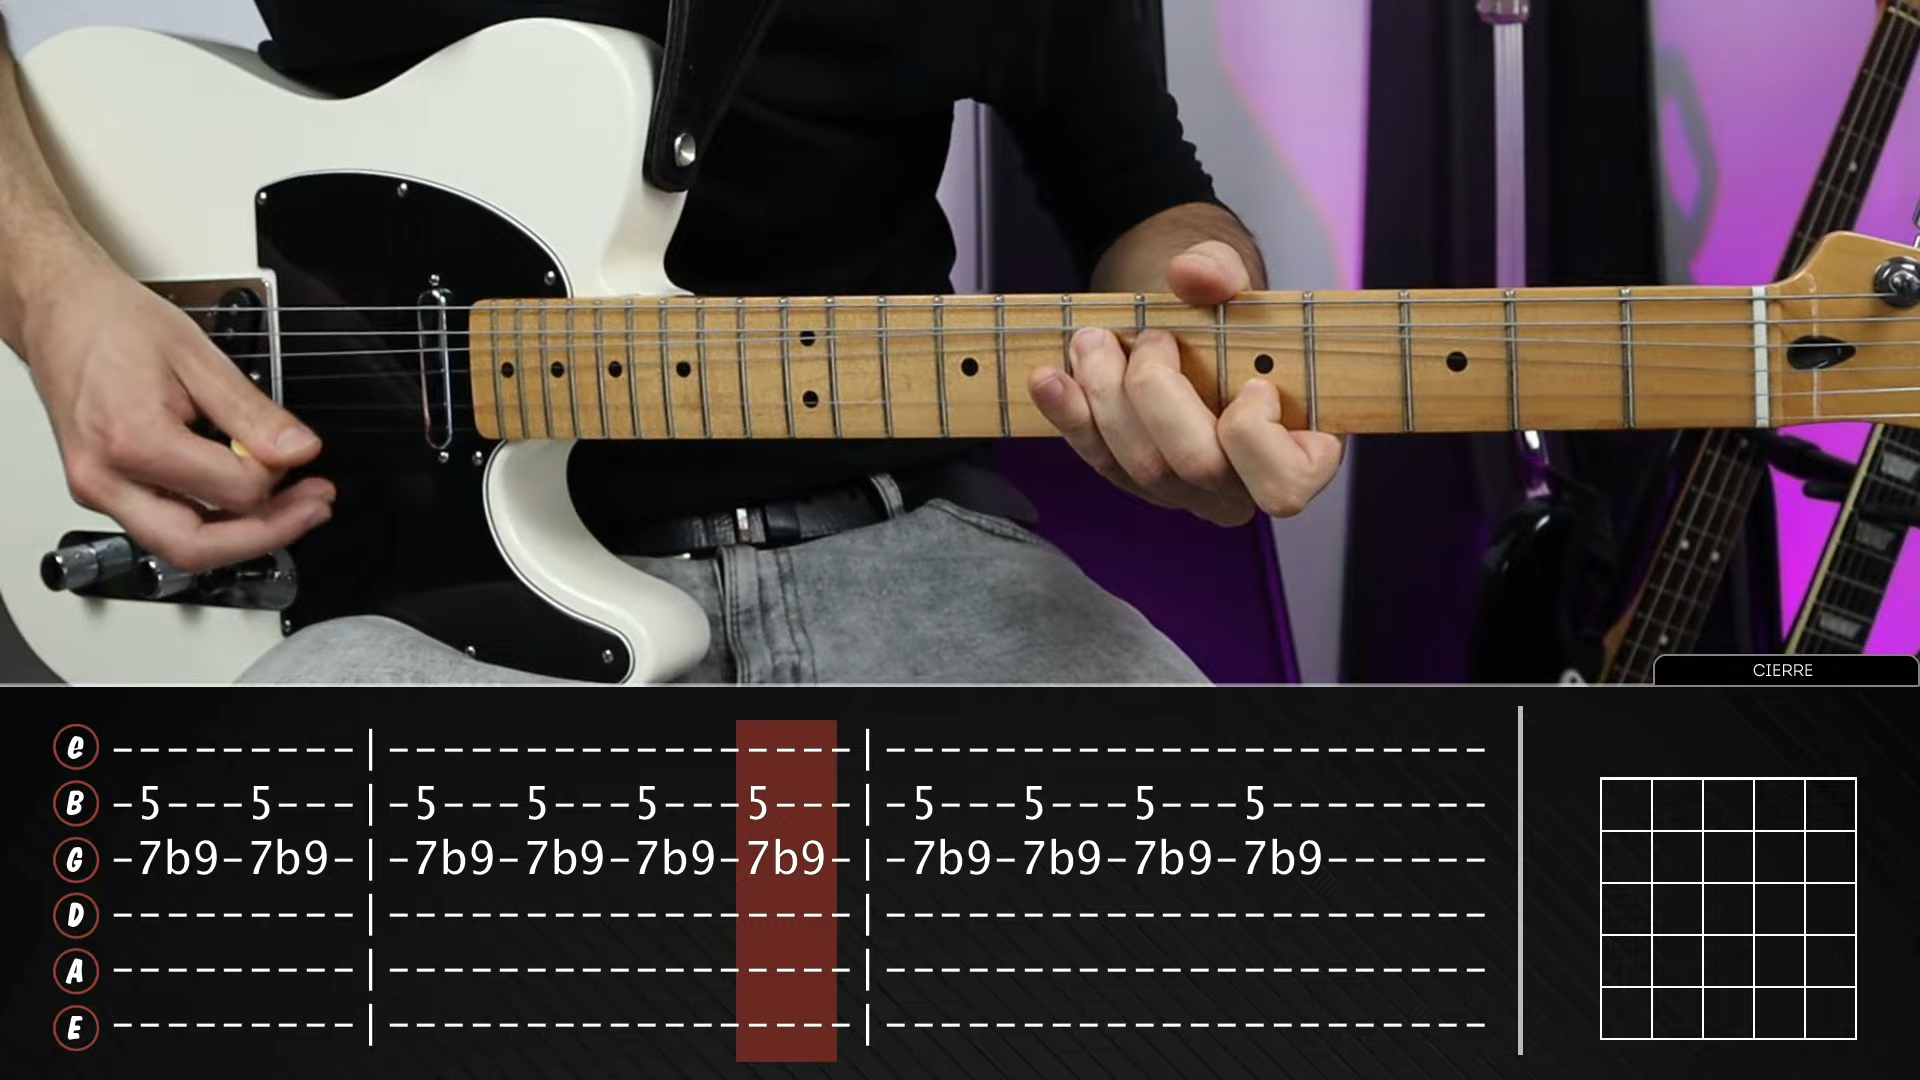 CIERRE
e ---------|-----------------|----------------------
B -5---5---|-5---5---5---5---|-5---5---5---5--------
G -7b9-7b9-|-7b9-7b9-7b9-7b9-|-7b9-7b9-7b9-7b9------
D ---------|-----------------|----------------------
A ---------|-----------------|----------------------
E ---------|-----------------|----------------------